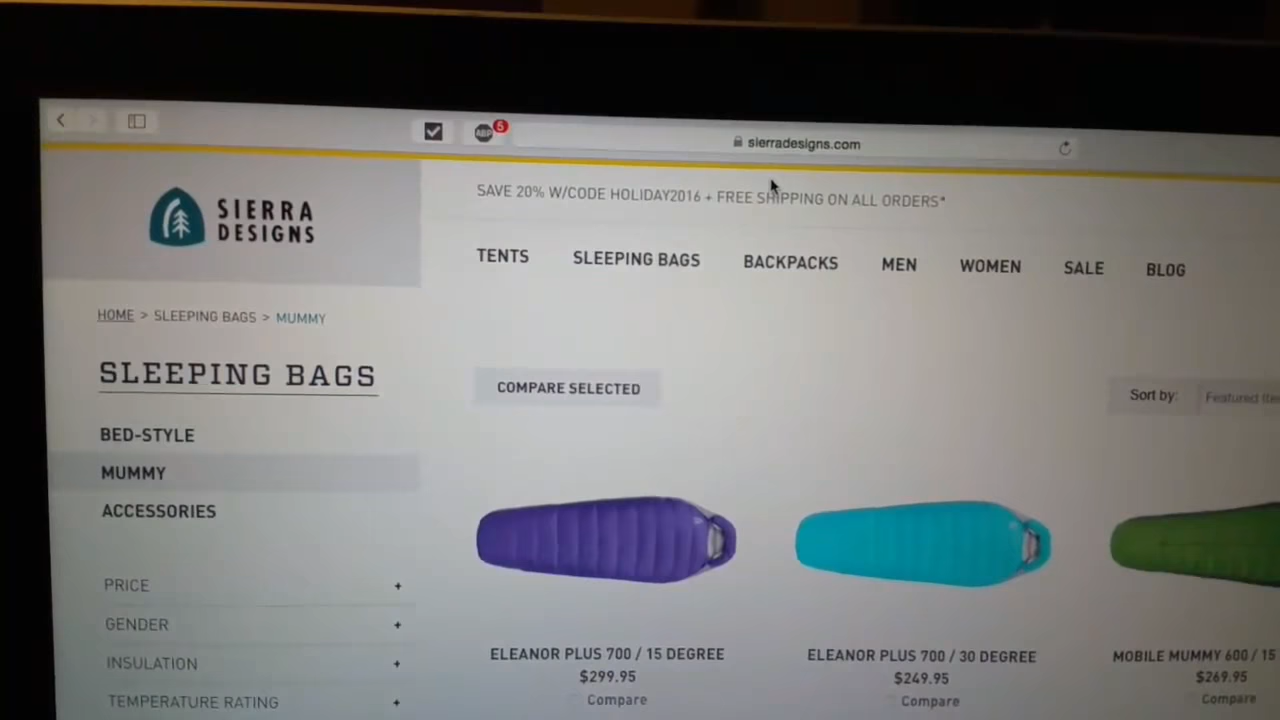 ABP 5
sierradesigns.com
SIERRA
DESIGNS
SAVE 20% W/CODE HOLIDAY2016 + FREE SHIPPING ON ALL ORDERS*
TENTS SLEEPING BAGS BACKPACKS MEN WOMEN SALE BLOG
HOME > SLEEPING BAGS > MUMMY
SLEEPING BAGS
COMPARE SELECTED
Sort by: Featured
BED-STYLE
MUMMY
ACCESSORIES
PRICE +
GENDER +
INSULATION +
TEMPERATURE RATING +
ELEANOR PLUS 700 / 15 DEGREE
$299.95
Compare
ELEANOR PLUS 700 / 30 DEGREE
$249.95
Compare
MOBILE MUMMY 600 / 15
$269.95
Compare